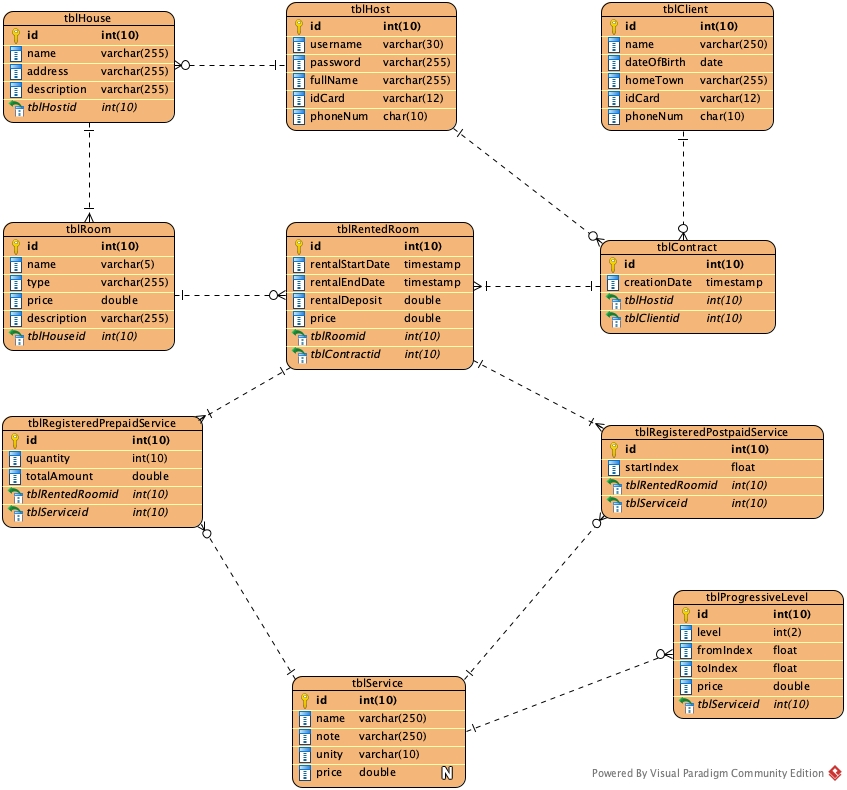 tblHouse
id int(10)
name varchar(255)
address varchar(255)
description varchar(255)
tblHostid int(10)
tblHost
id int(10)
username varchar(30)
password varchar(255)
fullName varchar(255)
idCard varchar(12)
phoneNum char(10)
tblClient
id int(10)
name varchar(250)
dateOfBirth date
homeTown varchar(255)
idCard varchar(12)
phoneNum char(10)
tblRoom
id int(10)
name varchar(5)
type varchar(255)
price double
description varchar(255)
tblHouseid int(10)
tblRentedRoom
id int(10)
rentalStartDate timestamp
rentalEndDate timestamp
rentalDeposit double
price double
tblRoomid int(10)
tblContractid int(10)
tblContract
id int(10)
creationDate timestamp
tblHostid int(10)
tblClientid int(10)
tblRegisteredPrepaidService
id int(10)
quantity int(10)
totalAmount double
tblRentedRoomid int(10)
tblServiceid int(10)
tblRegisteredPostpaidService
id int(10)
startIndex float
tblRentedRoomid int(10)
tblServiceid int(10)
tblProgressiveLevel
id int(10)
level int(2)
fromIndex float
toIndex float
price double
tblServiceid int(10)
tblService
id int(10)
name varchar(250)
note varchar(250)
unity varchar(10)
price double N
Powered By Visual Paradigm Community Edition